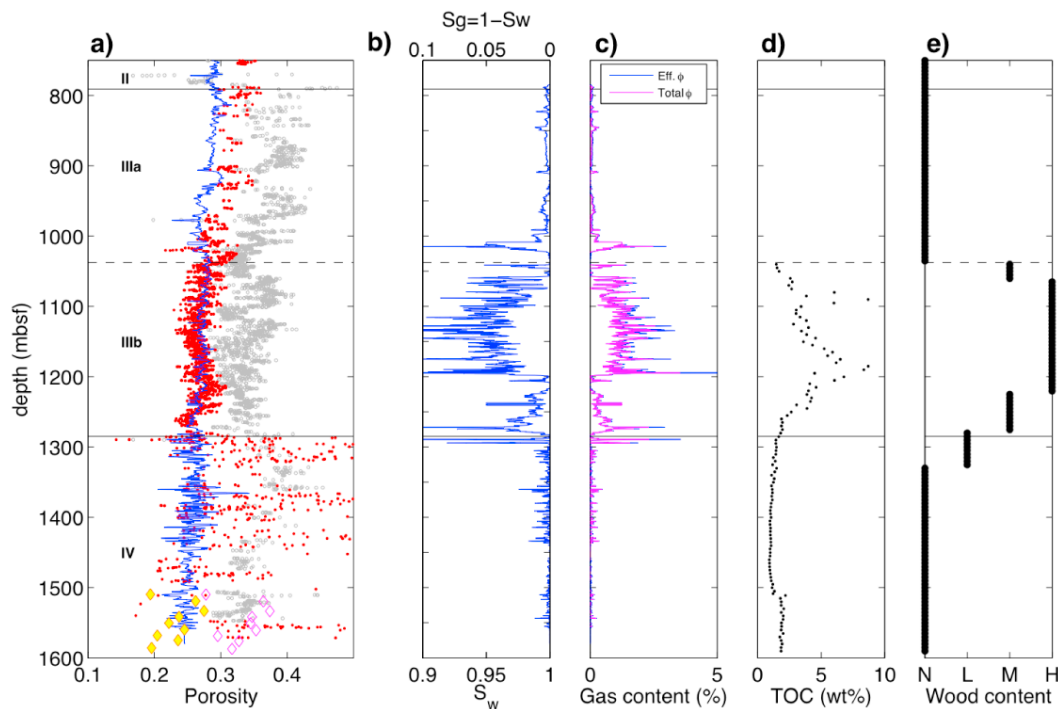 Sg=1−Sw
a) b) 0.1 0.05 0 c) d) e)
Eff. ϕ
Total ϕ
II
800
IIIa
900
1000
1100
IIIb
1200
1300
1400
IV
1500
1600
depth (mbsf)
0.1 0.2 0.3 0.4
Porosity
0.9 0.95 1
S_w
0 5
Gas content (%)
0 5 10
TOC (wt%)
N L M H
Wood content